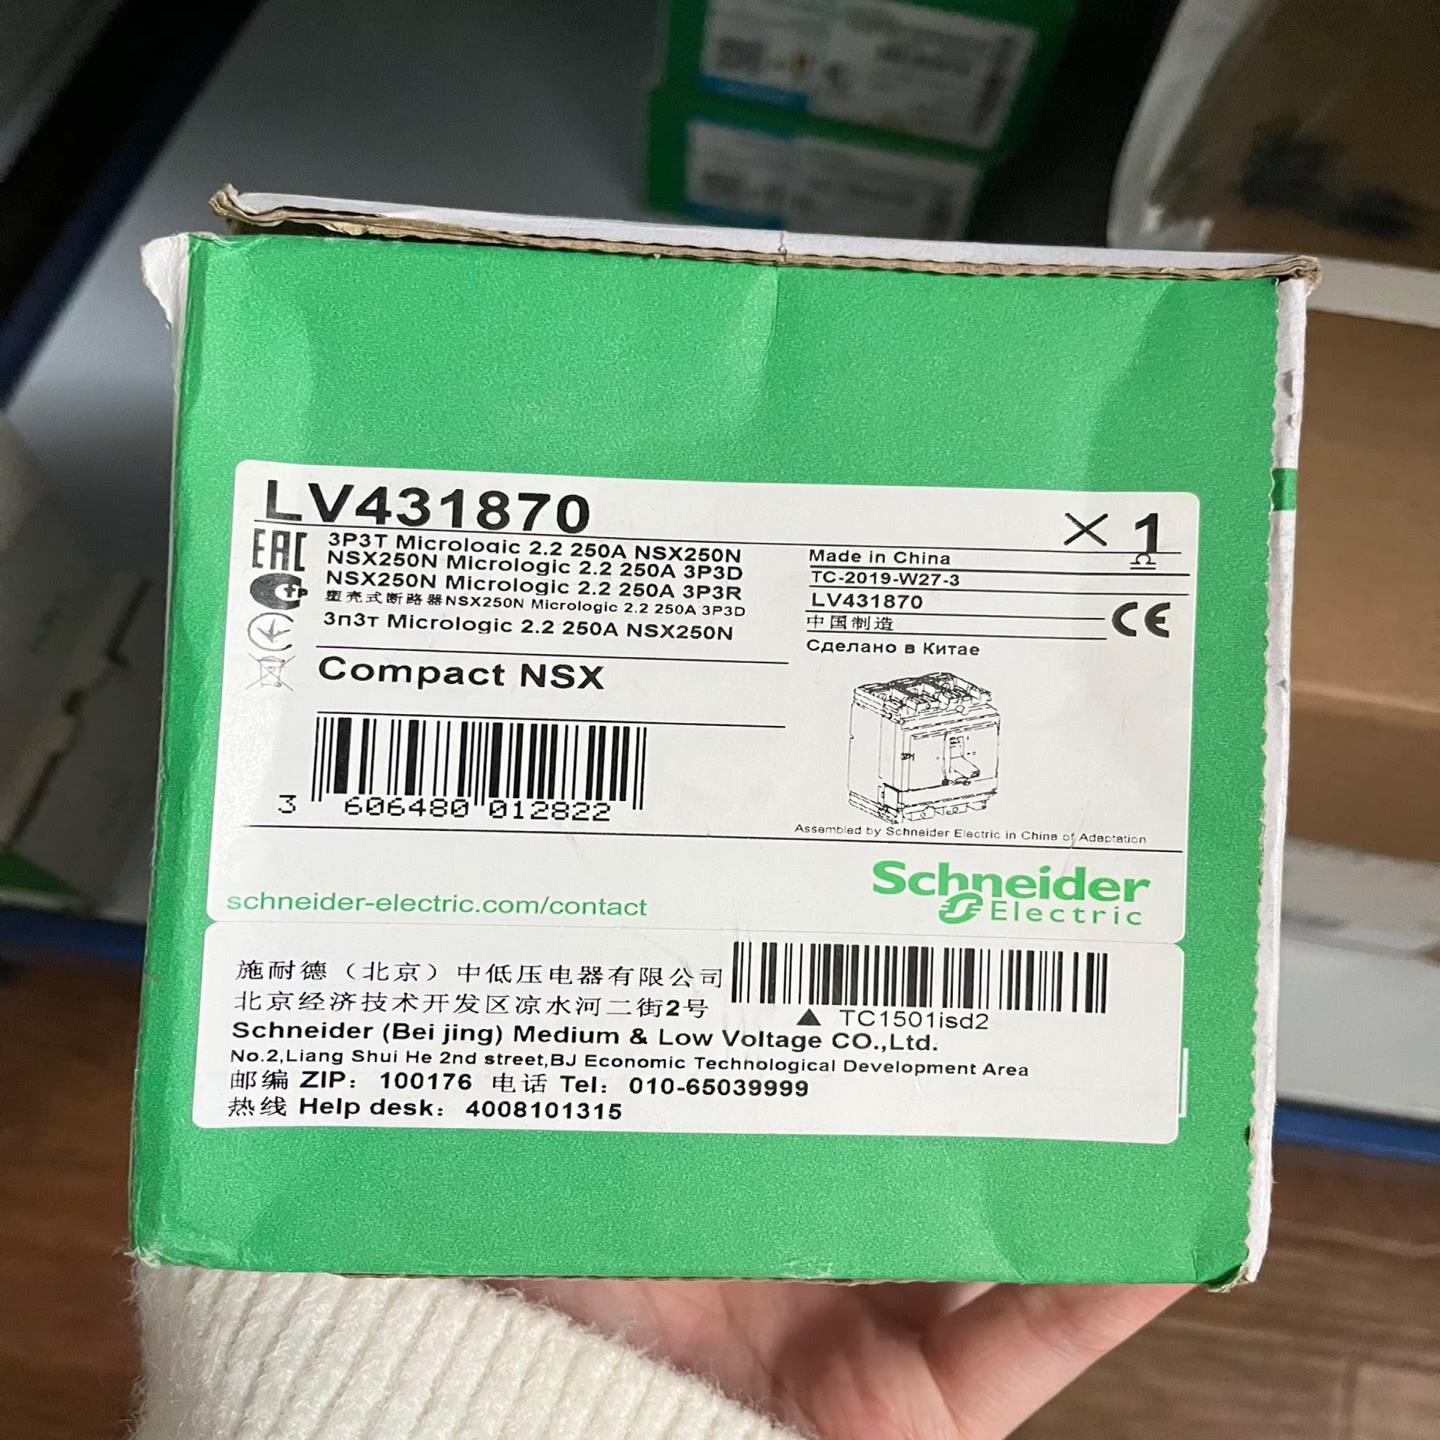 LV431870
X 1
EAC
3P3T Micrologic 2.2 250A NSX250N
NSX250N Micrologic 2.2 250A 3P3D
NSX250N Micrologic 2.2 250A 3P3R
塑壳式断路器NSX250N Micrologic 2.2 250A 3P3D
3п3т Micrologic 2.2 250A NSX250N
Compact NSX
Made in China
TC-2019-W27-3
LV431870
中国制造
CE
Сделано в Китае
3 606480 012822
Assembled by Schneider Electric in China of Adaptation
schneider-electric.com/contact
Schneider
Electric
施耐德（北京）中低压电器有限公司
北京经济技术开发区凉水河二街2号
▲ TC1501isd2
Schneider (Bei jing) Medium & Low Voltage CO.,Ltd.
No.2,Liang Shui He 2nd street,BJ Economic Technological Development Area
邮编 ZIP: 100176 电话 Tel: 010-65039999
热线 Help desk: 4008101315